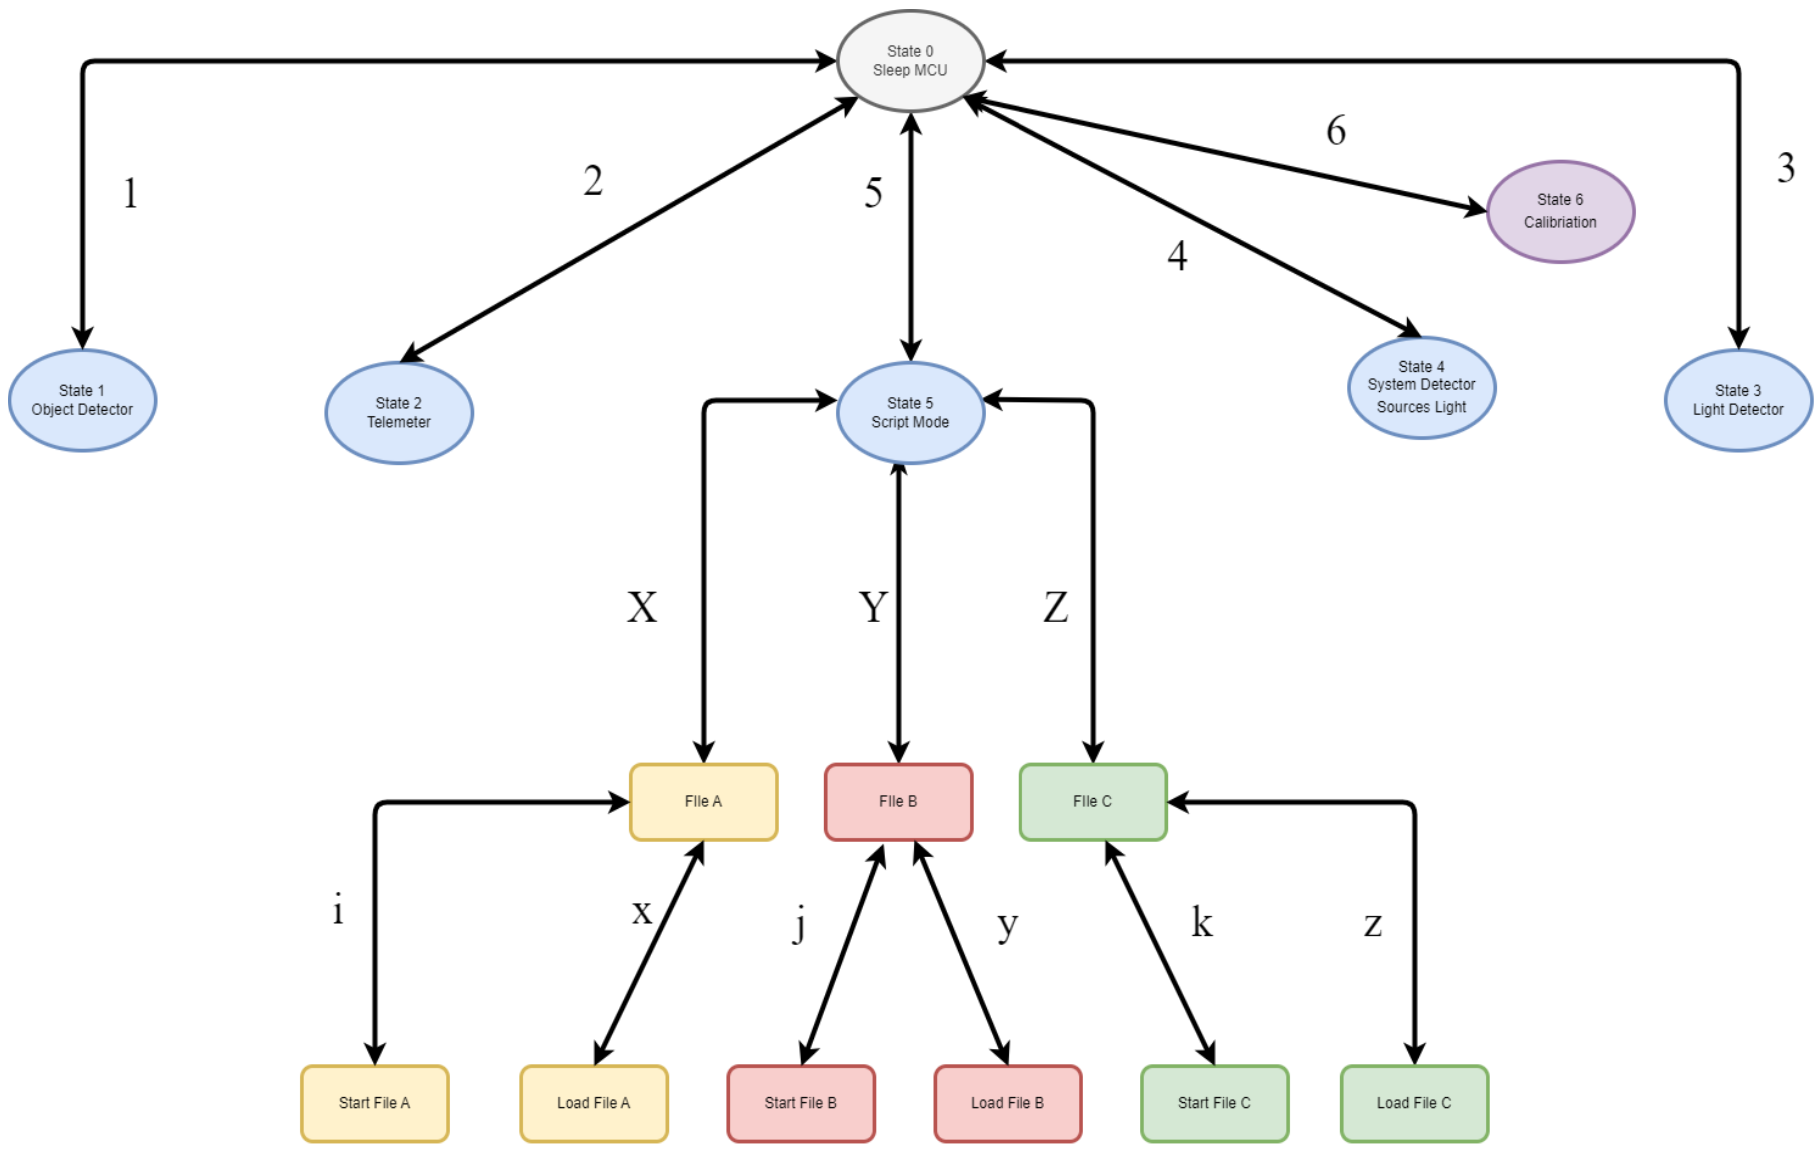 State 0
Sleep MCU
1
2
5
4
6
3
State 6
Calibriation
State 1
Object Detector
State 2
Telemeter
State 5
Script Mode
State 4
System Detector
Sources Light
State 3
Light Detector
X
Y
Z
FIle A
FIle B
FIle C
i
x
j
y
k
z
Start File A
Load File A
Start File B
Load File B
Start File C
Load File C